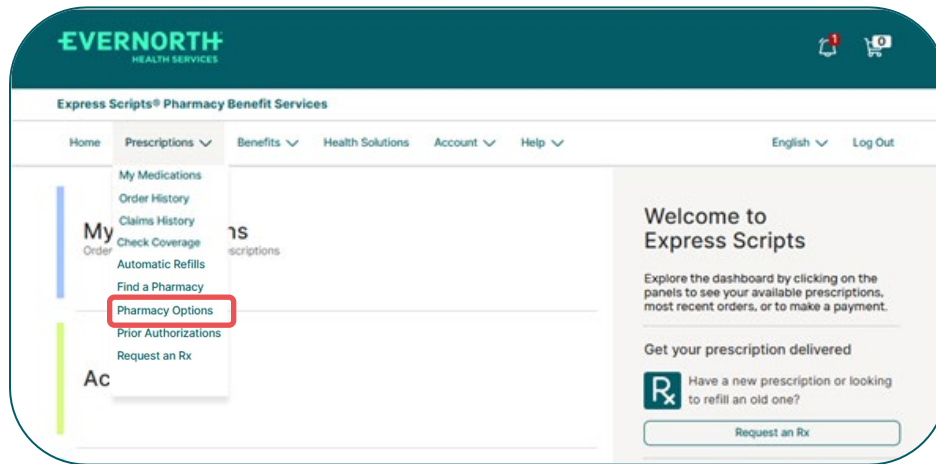 EVERNORTH
HEALTH SERVICES
1
0
Express Scripts® Pharmacy Benefit Services
Home Prescriptions Benefits Health Solutions Account Help English Log Out
My Medications
Order History
Claims History
Check Coverage
Automatic Refills
Find a Pharmacy
Pharmacy Options
Prior Authorizations
Request an Rx
My
Order
Ac
Welcome to
Express Scripts
Explore the dashboard by clicking on the
panels to see your available prescriptions,
most recent orders, or to make a payment.
Get your prescription delivered
Rx
Have a new prescription or looking
to refill an old one?
Request an Rx